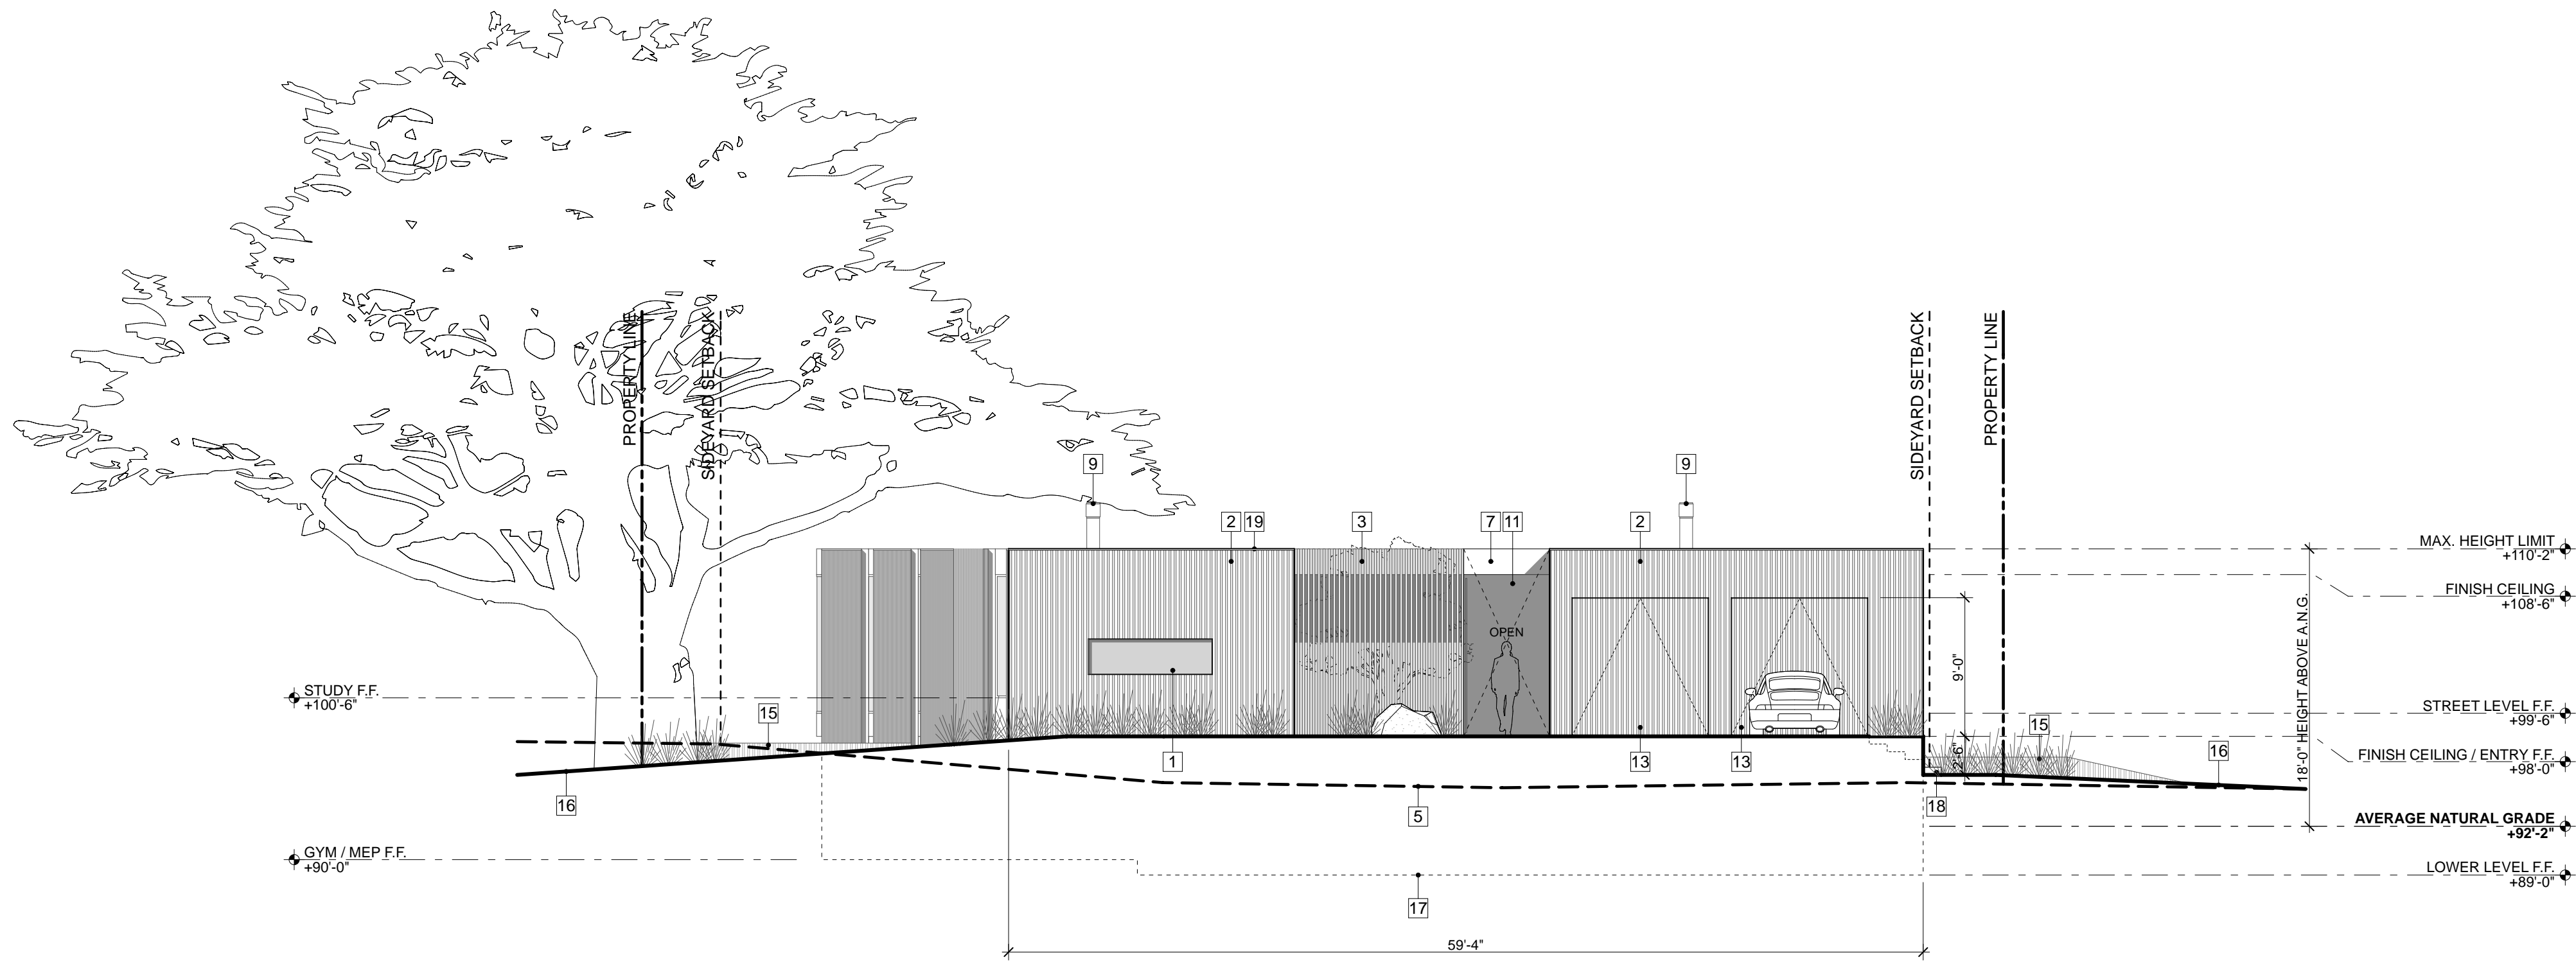 PROPERTY LINE
SIDEYARD SETBACK
SIDEYARD SETBACK
PROPERTY LINE
9
9
2
19
3
7
11
2
MAX. HEIGHT LIMIT
+110'-2"
FINISH CEILING
+108'-6"
OPEN
9'-0"
18'-0" HEIGHT ABOVE A.N.G.
STUDY F.F.
+100'-6"
STREET LEVEL F.F.
+99'-6"
15
15
16
1
13
13
2'-6"
FINISH CEILING / ENTRY F.F.
+98'-0"
16
5
18
AVERAGE NATURAL GRADE
+92'-2"
GYM / MEP F.F.
+90'-0"
LOWER LEVEL F.F.
+89'-0"
17
59'-4"